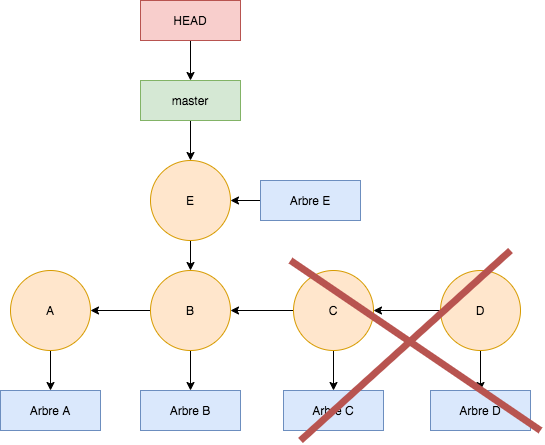 HEAD
master
E
Arbre E
A
B
C
D
Arbre A
Arbre B
Arbre C
Arbre D